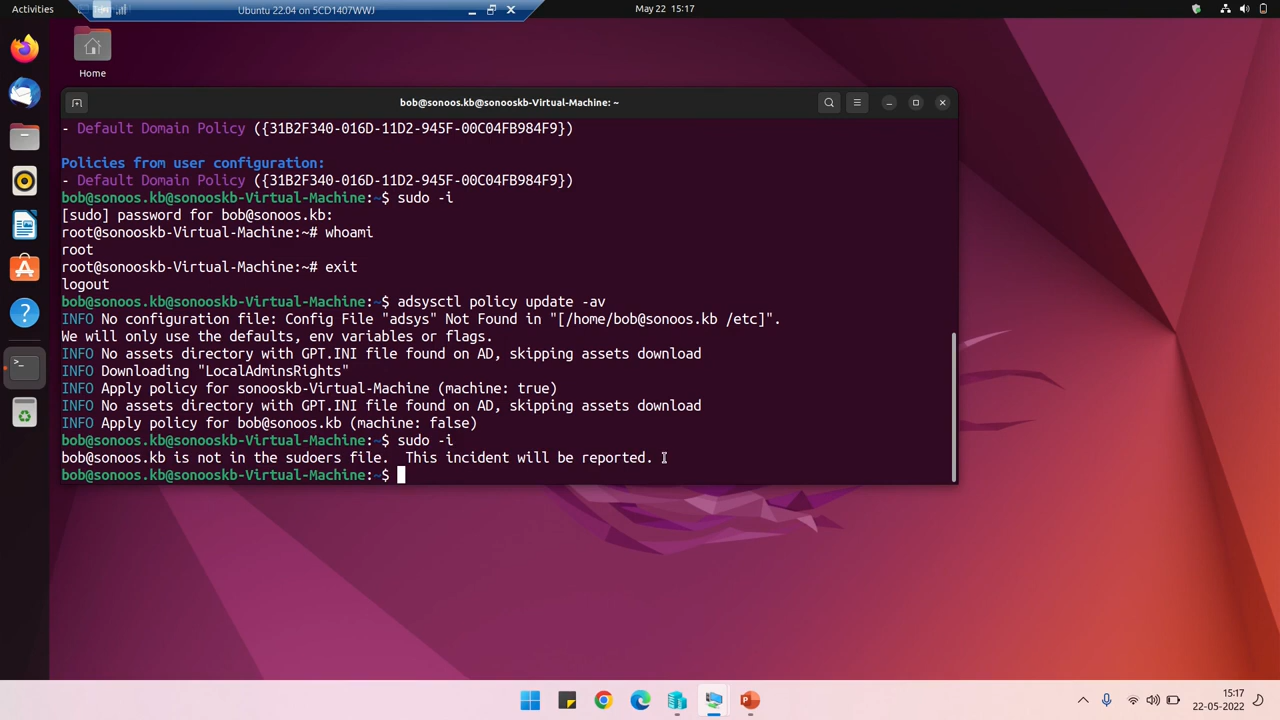 Activities
Ubuntu 22.04 on 5CD1407WWJ
May 22 15:17
Home
bob@sonoos.kb@sonooskb-Virtual-Machine: ~
- Default Domain Policy ({31B2F340-016D-11D2-945F-00C04FB984F9})
Policies from user configuration:
- Default Domain Policy ({31B2F340-016D-11D2-945F-00C04FB984F9})
bob@sonoos.kb@sonooskb-Virtual-Machine:~$ sudo -i
[sudo] password for bob@sonoos.kb:
root@sonooskb-Virtual-Machine:~# whoami
root
root@sonooskb-Virtual-Machine:~# exit
logout
bob@sonoos.kb@sonooskb-Virtual-Machine:~$ adsysctl policy update -av
INFO No configuration file: Config File "adsys" Not Found in "[/home/bob@sonoos.kb /etc]".
We will only use the defaults, env variables or flags.
INFO No assets directory with GPT.INI file found on AD, skipping assets download
INFO Downloading "LocalAdminsRights"
INFO Apply policy for sonooskb-Virtual-Machine (machine: true)
INFO No assets directory with GPT.INI file found on AD, skipping assets download
INFO Apply policy for bob@sonoos.kb (machine: false)
bob@sonoos.kb@sonooskb-Virtual-Machine:~$ sudo -i
bob@sonoos.kb is not in the sudoers file.  This incident will be reported.
bob@sonoos.kb@sonooskb-Virtual-Machine:~$
15:17
22-05-2022